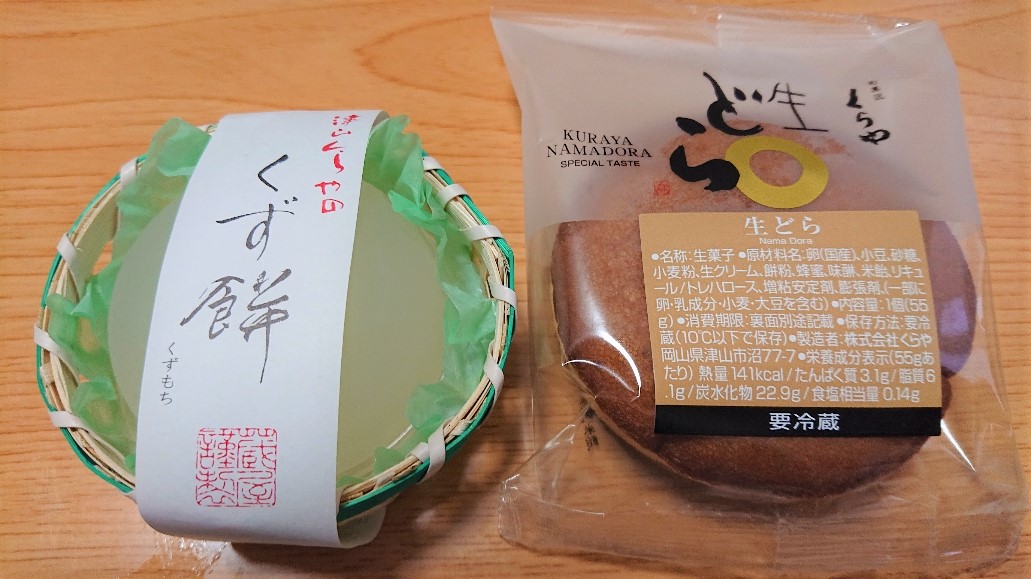 津山くらやの
くず餅
くずもち
謹製
蔵屋
生
どら
くらや
KURAYA
NAMADORA
SPECIAL TASTE
生どら
Nama Dora
●名称:生菓子 ●原材料名:卵(国産)、小豆、砂糖、
小麦粉、生クリーム、餅粉、蜂蜜、味醂、米飴、リキュ
ール/トレハロース、増粘安定剤、膨張剤、(一部に
卵・乳成分・小麦・大豆を含む) ●内容量:1個(55
g) ●消費期限:裏面別途記載 ●保存方法:要冷
蔵(10℃以下で保存) ●製造者:株式会社くらや
岡山県津山市沼77-7 ●栄養成分表示(55gあ
たり) 熱量 141kcal/たんぱく質 3.1g/脂質6
.1g/炭水化物 22.9g/食塩相当量 0.14g
要冷蔵